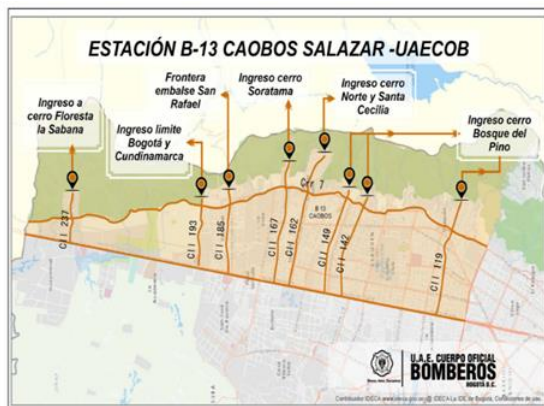 ESTACIÓN B-13 CAOBOS SALAZAR -UAECOB
Ingreso a
cerro Floresta
la Sabana
Ingreso límite
Bogotá y
Cundinamarca
Frontera
embalse San
Rafael
Ingreso cerro
Soratama
Ingreso cerro
Norte y Santa
Cecilia
Ingreso cerro
Bosque del
Pino
Crr 7
B-13
CAOBOS
Cll 237
Cll 193
Cll 185
Cll 167
Cll 162
Cll 149
Cll 142
Cll 119
U.A.E. CUERPO OFICIAL
BOMBEROS
BOGOTÁ D.C.